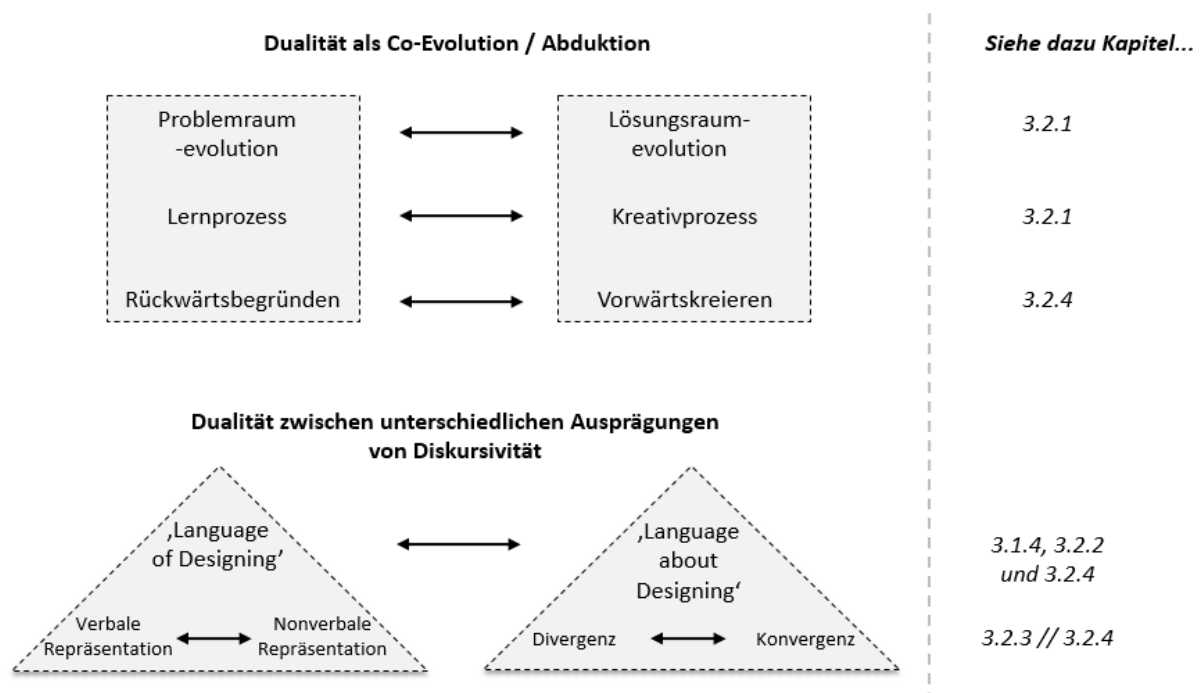 Dualität als Co-Evolution / Abduktion
Siehe dazu Kapitel...
Problemraum
-evolution
Lösungsraum-
evolution
3.2.1
Lernprozess
Kreativprozess
3.2.1
Rückwärtsbegründen
Vorwärtskreieren
3.2.4
Dualität zwischen unterschiedlichen Ausprägungen
von Diskursivität
‚Language
of Designing’
‚Language
about
Designing‘
3.1.4, 3.2.2
und 3.2.4
Verbale
Repräsentation
Nonverbale
Repräsentation
Divergenz
Konvergenz
3.2.3 // 3.2.4